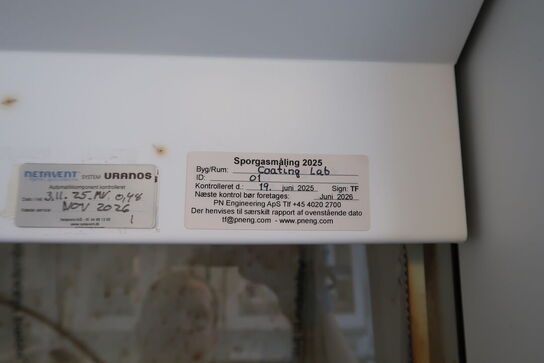 NETAVENT SYSTEM URANOS
Automatikkomponent kontrolleret
3.11.25. MV 0,48
NOV 2026
Sporgasmåling 2025
Byg/Rum: Coating Lab
ID: 01
Kontrolleret d.: 19. juni 2025 Sign: TF
Næste kontrol bør foretages: Juni 2026
PN Engineering ApS Tlf +45 4020 2700
Der henvises til særskilt rapport af ovenstående dato
tf@pneng.com - www.pneng.com